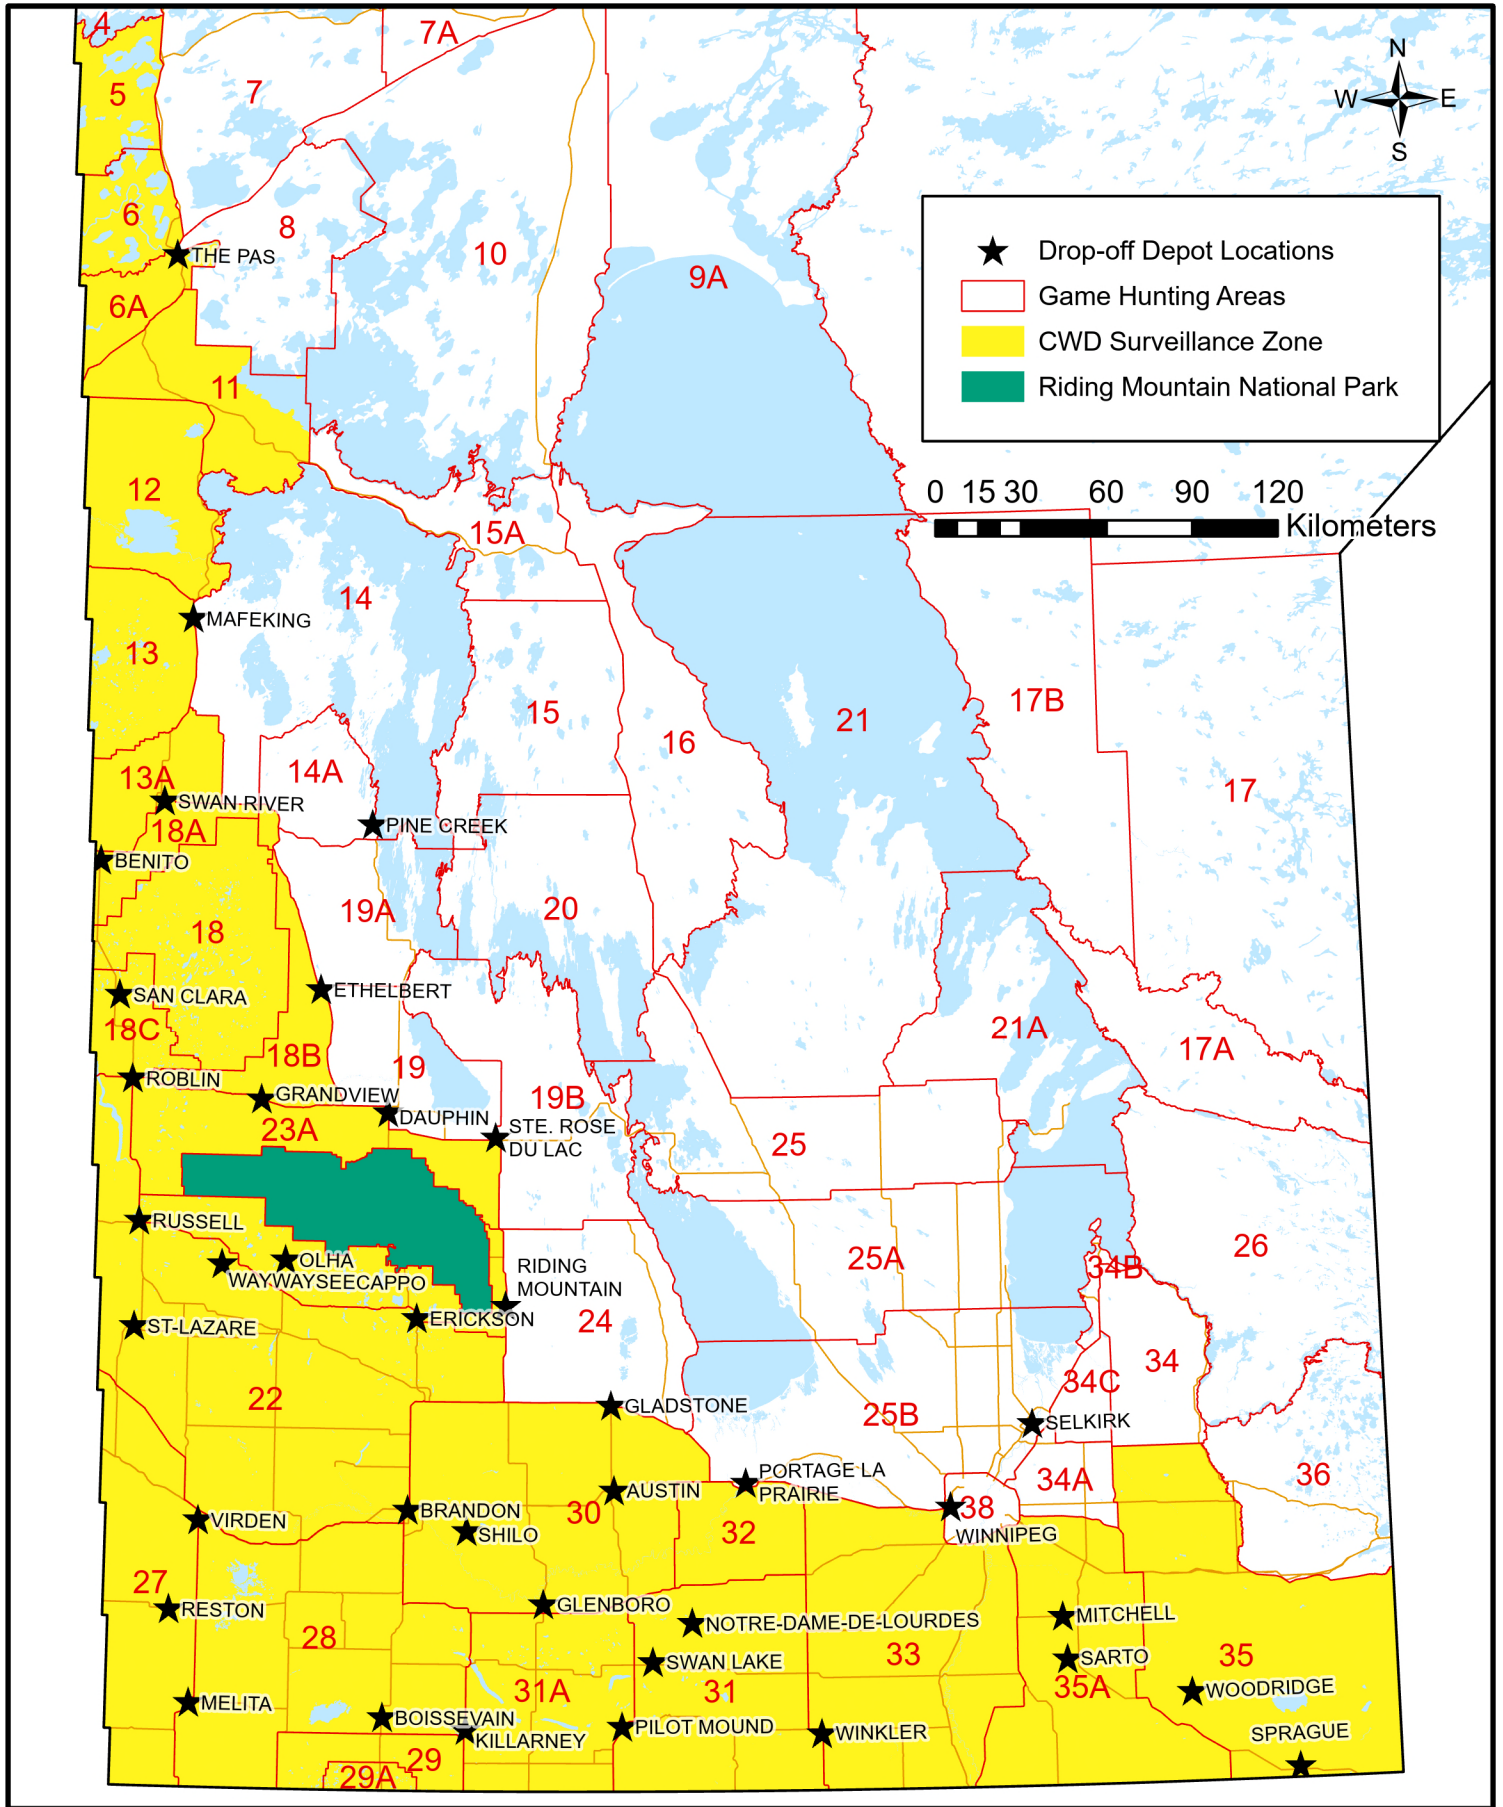 4
7A
N
5
7
W
E
S
6
8
10
9A
THE PAS
6A
11
Drop-off Depot Locations
Game Hunting Areas
CWD Surveillance Zone
Riding Mountain National Park
12
15A
0 15 30 60 90 120
Kilometers
14
MAFEKING
13
15
16
21
17B
17
13A
14A
SWAN RIVER
18A
PINE CREEK
BENITO
19A
20
18
SAN CLARA
ETHELBERT
18C
18B
21A
17A
ROBLIN
19
GRANDVIEW
19B
DAUPHIN
23A
STE. ROSE
DU LAC
25
RUSSELL
OLHA
WAYWAYSEECAPPO
RIDING
MOUNTAIN
25A
26
34B
ST-LAZARE
ERICKSON
24
22
34
34C
GLADSTONE
25B
SELKIRK
PORTAGE LA
PRAIRIE
34A
36
AUSTIN
BRANDON
30
VIRDEN
SHILO
32
38
WINNIPEG
27
RESTON
GLENBORO
NOTRE-DAME-DE-LOURDES
MITCHELL
28
33
35
SWAN LAKE
SARTO
31A
31
35A
WOODRIDGE
MELITA
BOISSEVAIN
KILLARNEY
PILOT MOUND
WINKLER
SPRAGUE
29
29A